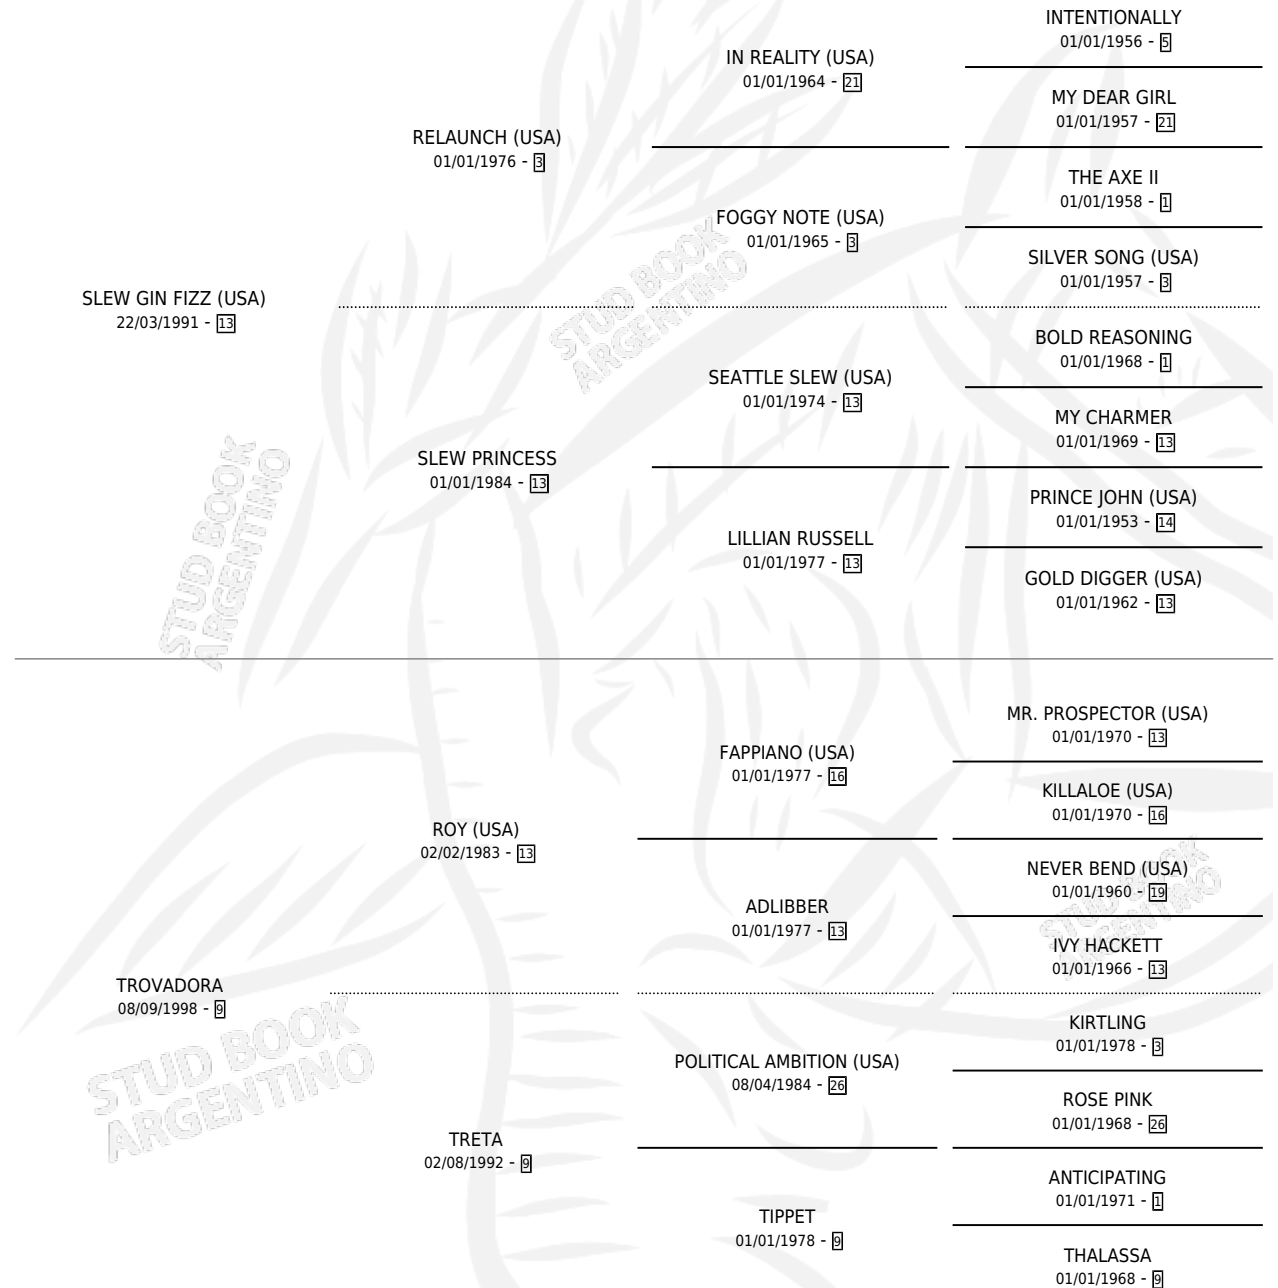 INTENTIONALLY
01/01/1956 - 5
IN REALITY (USA)
01/01/1964 - 21
MY DEAR GIRL
01/01/1957 - 21
RELAUNCH (USA)
01/01/1976 - 3
THE AXE II
01/01/1958 - 1
FOGGY NOTE (USA)
01/01/1965 - 3
SILVER SONG (USA)
01/01/1957 - 3
SLEW GIN FIZZ (USA)
22/03/1991 - 13
BOLD REASONING
01/01/1968 - 1
SEATTLE SLEW (USA)
01/01/1974 - 13
MY CHARMER
01/01/1969 - 13
SLEW PRINCESS
01/01/1984 - 13
PRINCE JOHN (USA)
01/01/1953 - 14
LILLIAN RUSSELL
01/01/1977 - 13
GOLD DIGGER (USA)
01/01/1962 - 13
MR. PROSPECTOR (USA)
01/01/1970 - 13
FAPPIANO (USA)
01/01/1977 - 16
KILLALOE (USA)
01/01/1970 - 16
ROY (USA)
02/02/1983 - 13
NEVER BEND (USA)
01/01/1960 - 19
ADLIBBER
01/01/1977 - 13
IVY HACKETT
01/01/1966 - 13
TROVADORA
08/09/1998 - 9
KIRTLING
01/01/1978 - 3
POLITICAL AMBITION (USA)
08/04/1984 - 26
ROSE PINK
01/01/1968 - 26
TRETA
02/08/1992 - 9
ANTICIPATING
01/01/1971 - 1
TIPPET
01/01/1978 - 9
THALASSA
01/01/1968 - 9
STUD BOOK
ARGENTINO
STUD BOOK
ARGENTINO
STUD BOOK
ARGENTINO
STUD BOOK
ARGENTINO